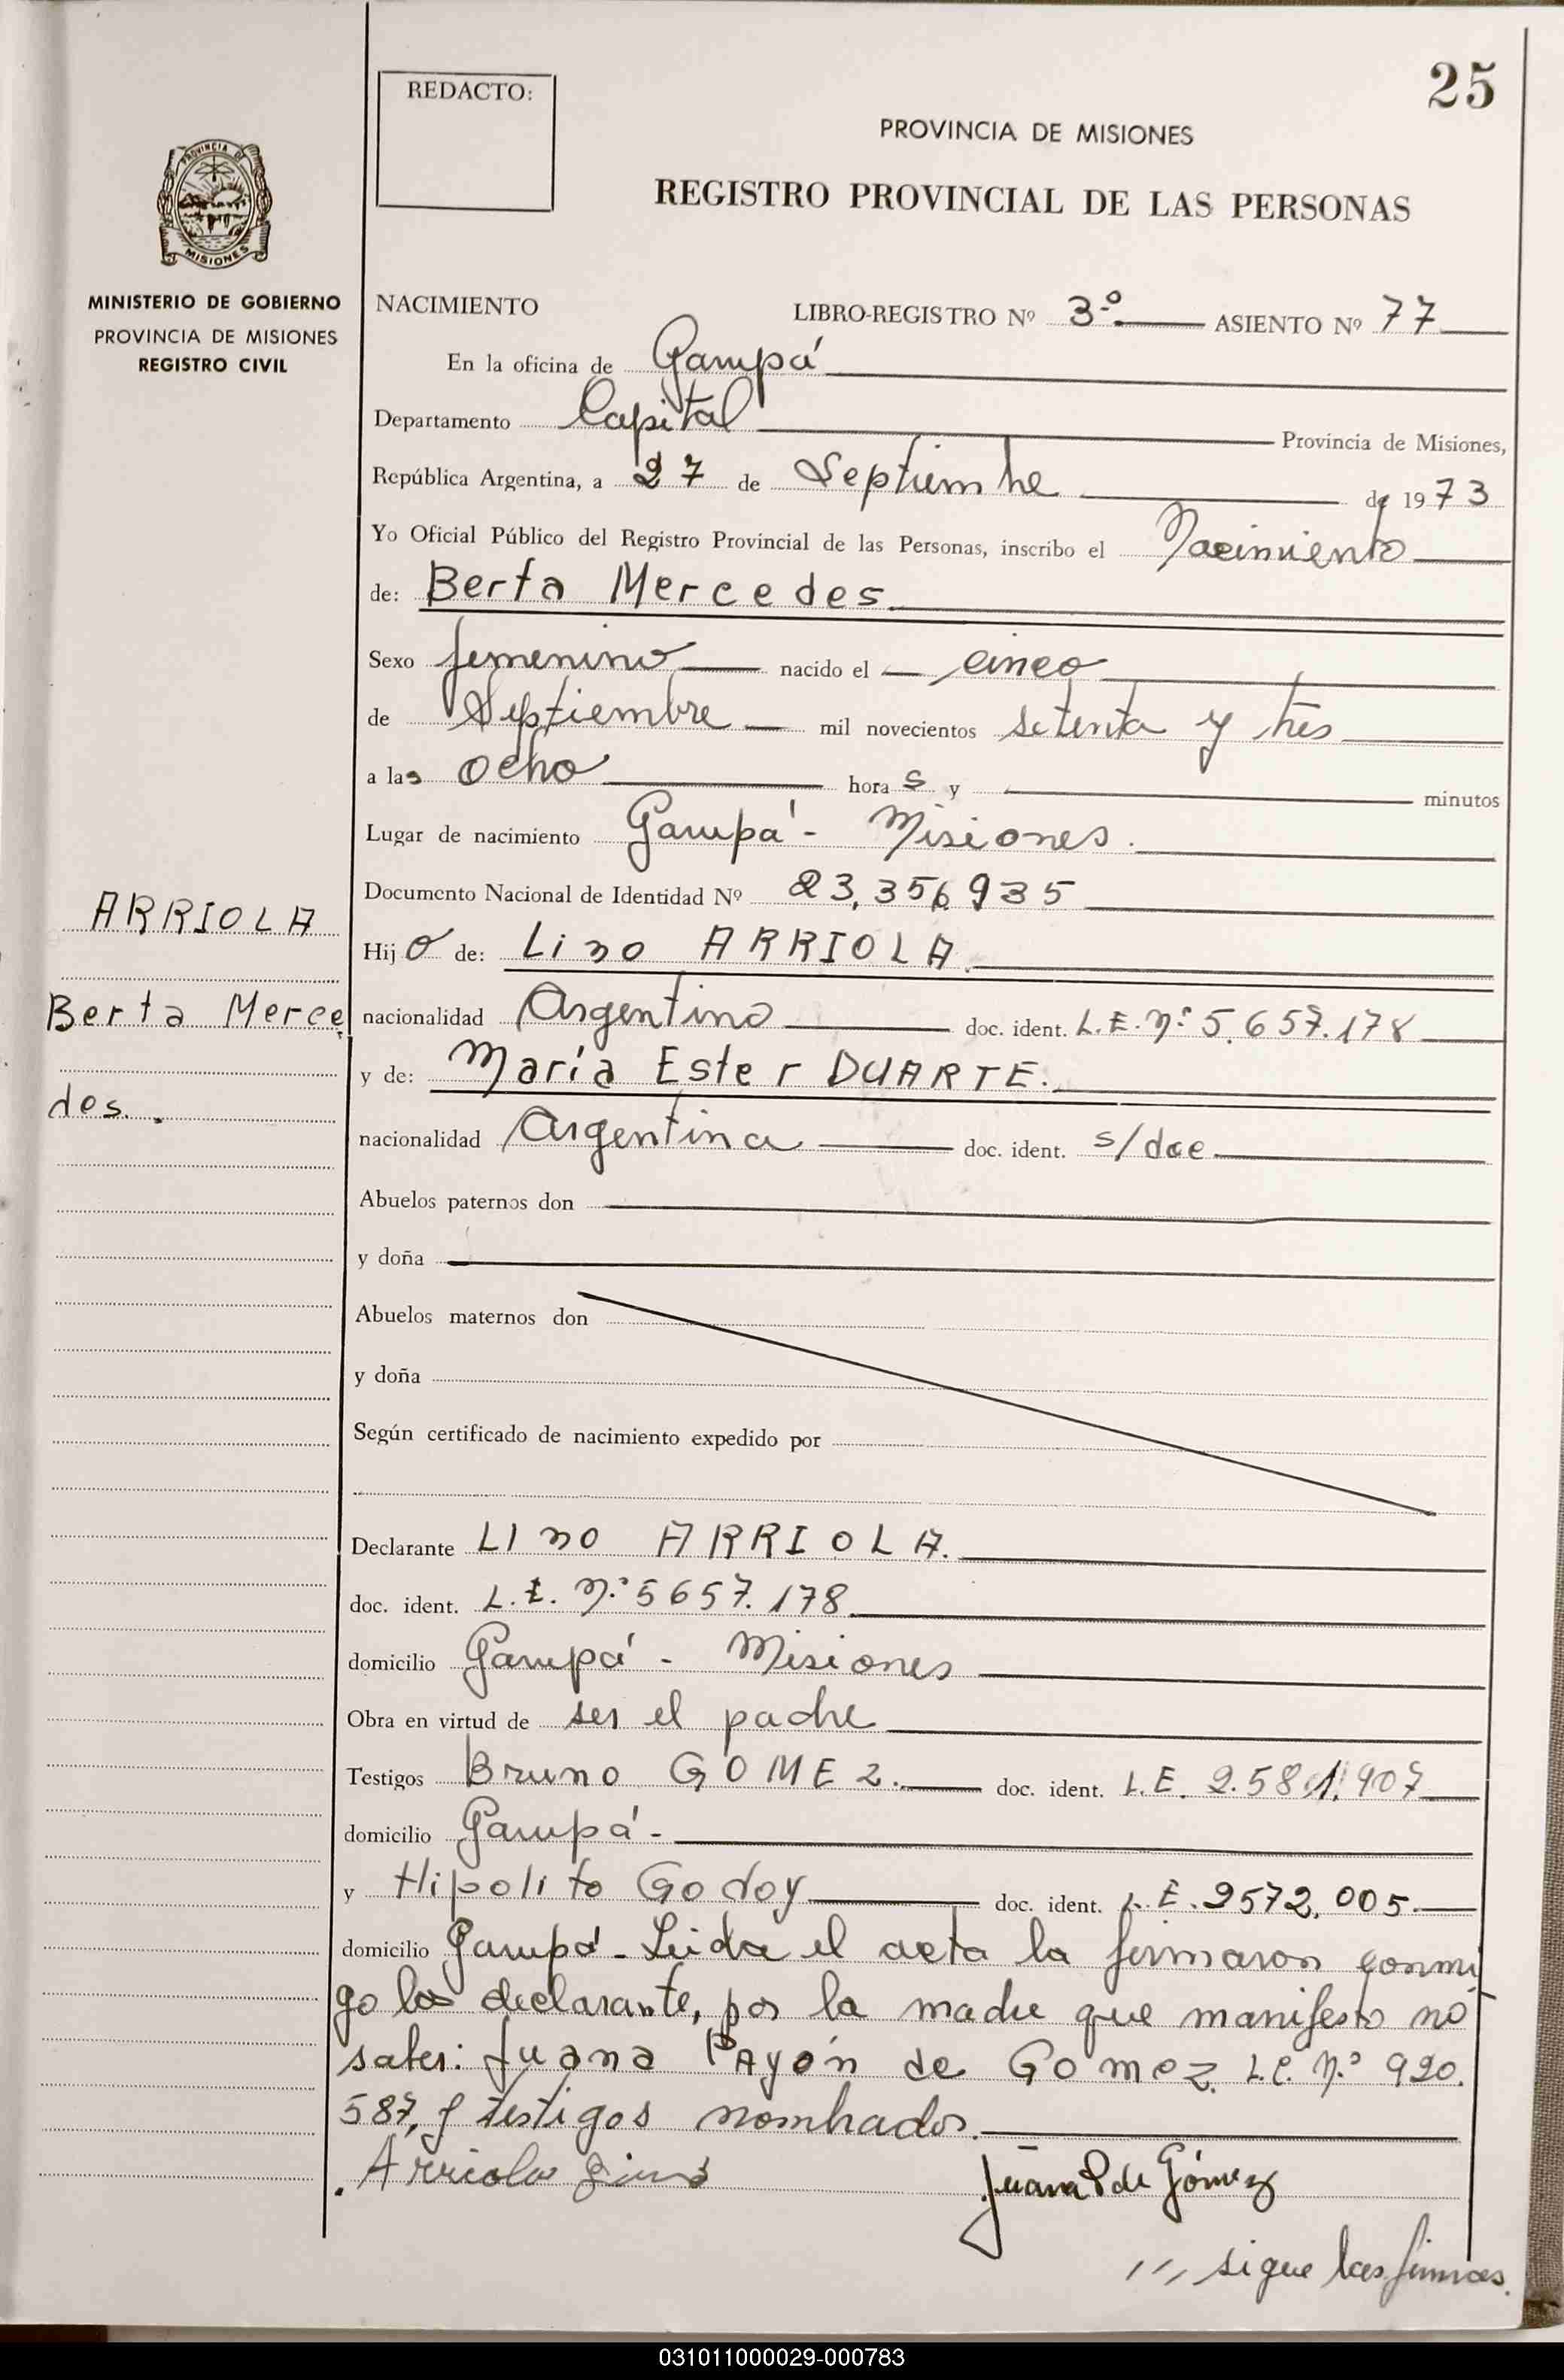 25
REDACTO:
PROVINCIA DE MISIONES
REGISTRO PROVINCIAL DE LAS PERSONAS
PROVINCIA DE
MISIONES
MINISTERIO DE GOBIERNO
PROVINCIA DE MISIONES
REGISTRO CIVIL
NACIMIENTO LIBRO-REGISTRO Nº 3º ASIENTO Nº 77
En la oficina de Garupá
Departamento Capital Provincia de Misiones,
República Argentina, a 27 de Septiembre de 1973
Yo Oficial Público del Registro Provincial de las Personas, inscribo el Nacimiento
de: Berta Mercedes
Sexo femenino nacido el cinco
de Septiembre mil novecientos setenta y tres
a las ocho horas y minutos
Lugar de nacimiento Garupá - Misiones.
Documento Nacional de Identidad Nº 23,356,935
ARRIOLA
Berta Merce
des.
Hijo de: Lino ARRIOLA.
nacionalidad Argentino doc. ident. L.E. Nº 5.657.178
y de: María Ester DUARTE.
nacionalidad Argentina doc. ident. s/doc
Abuelos paternos don
y doña
Abuelos maternos don
y doña
Según certificado de nacimiento expedido por
Declarante LINO ARRIOLA.
doc. ident. L.E. Nº 5657.178
domicilio Garupá - Misiones
Obra en virtud de ser el padre
Testigos Bruno GOMEZ. doc. ident. L.E. 2.581.907
domicilio Garupá -
y Hipolito Godoy doc. ident. L.E. 2572,005.
domicilio Garupá - Leida el acta la firmaron conmi
go los declarante, por la madre que manifesto no
saber: Juana Payón de Gomez. L.C. Nº 920.
587, y testigos nombrados.
Arriola Lino Juana P de Gómez
/// sigue las firmas.
031011000029-000783